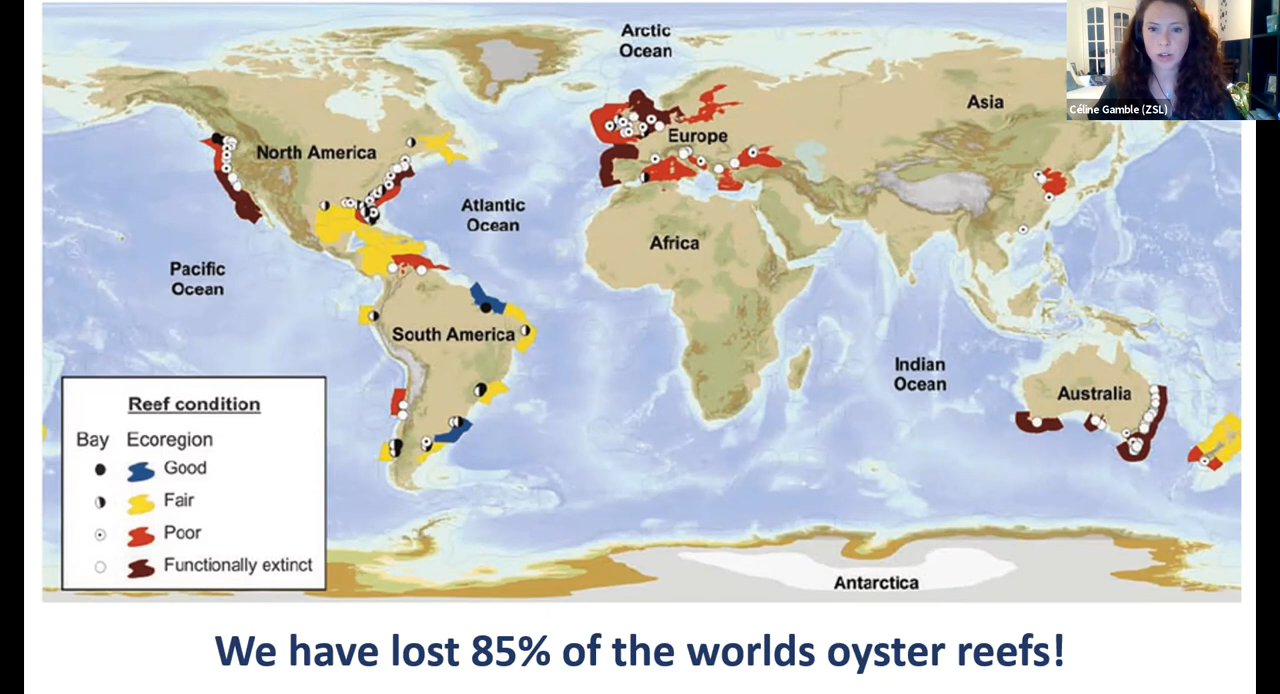 Arctic
Ocean
Céline Gamble (ZSL)
Asia
Europe
North America
Atlantic
Ocean
Africa
Pacific
Ocean
South America
Indian
Ocean
Australia
Reef condition
Bay Ecoregion
Good
Fair
Poor
Functionally extinct
Antarctica
We have lost 85% of the worlds oyster reefs!